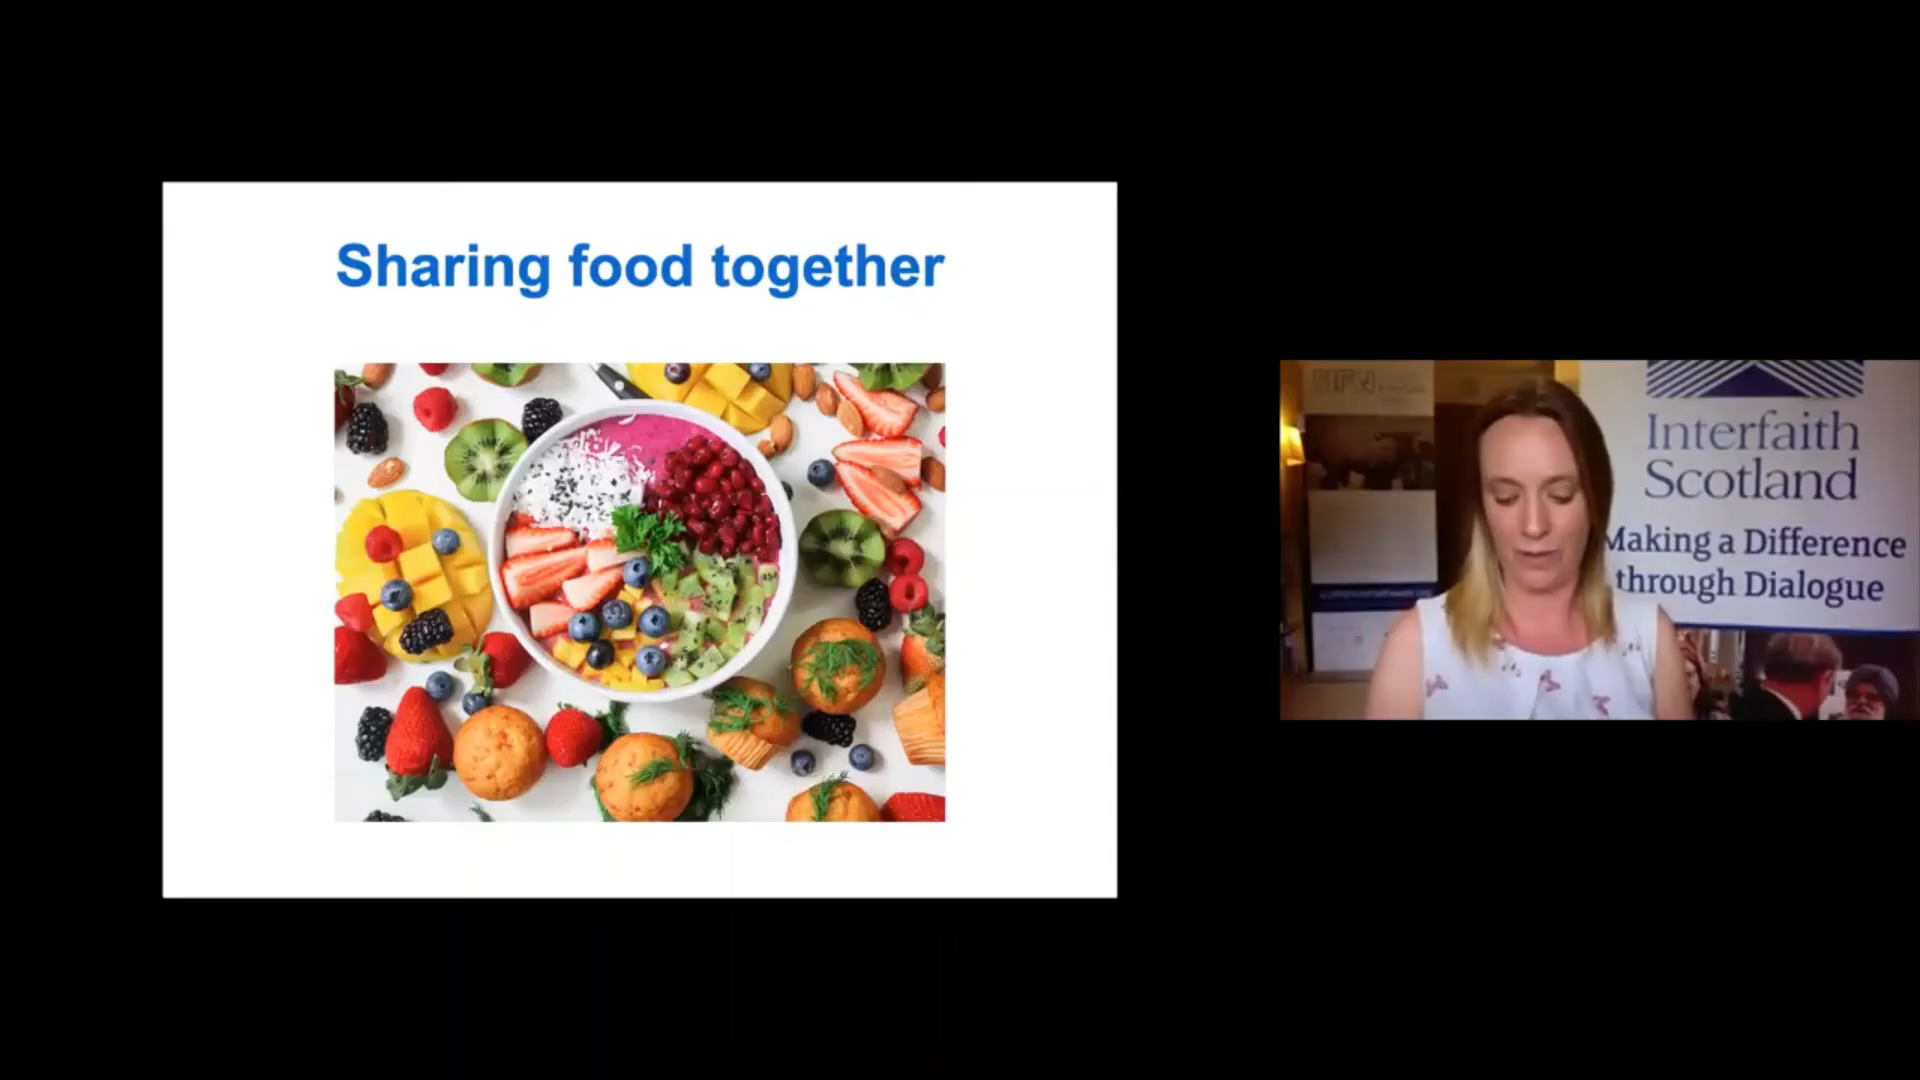 Sharing food together
Interfaith
Scotland
Making a Difference
through Dialogue